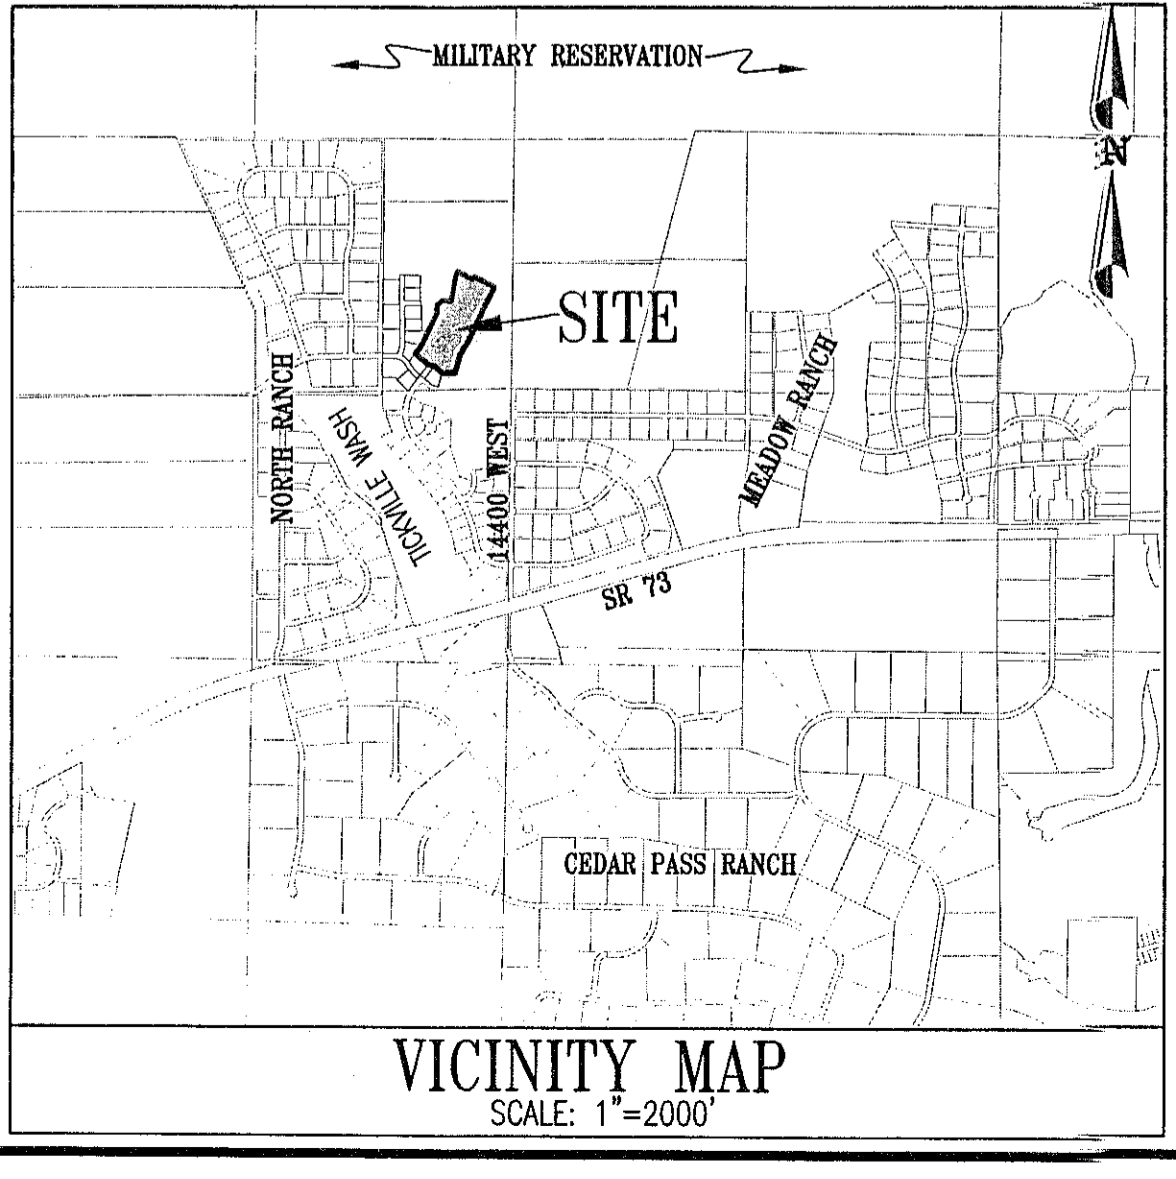 MILITARY RESERVATION
N
SITE
NORTH RANCH
TICKVILLE WASH
14400 WEST
MEADOW RANCH
SR 73
CEDAR PASS RANCH
VICINITY MAP
SCALE: 1"=2000'